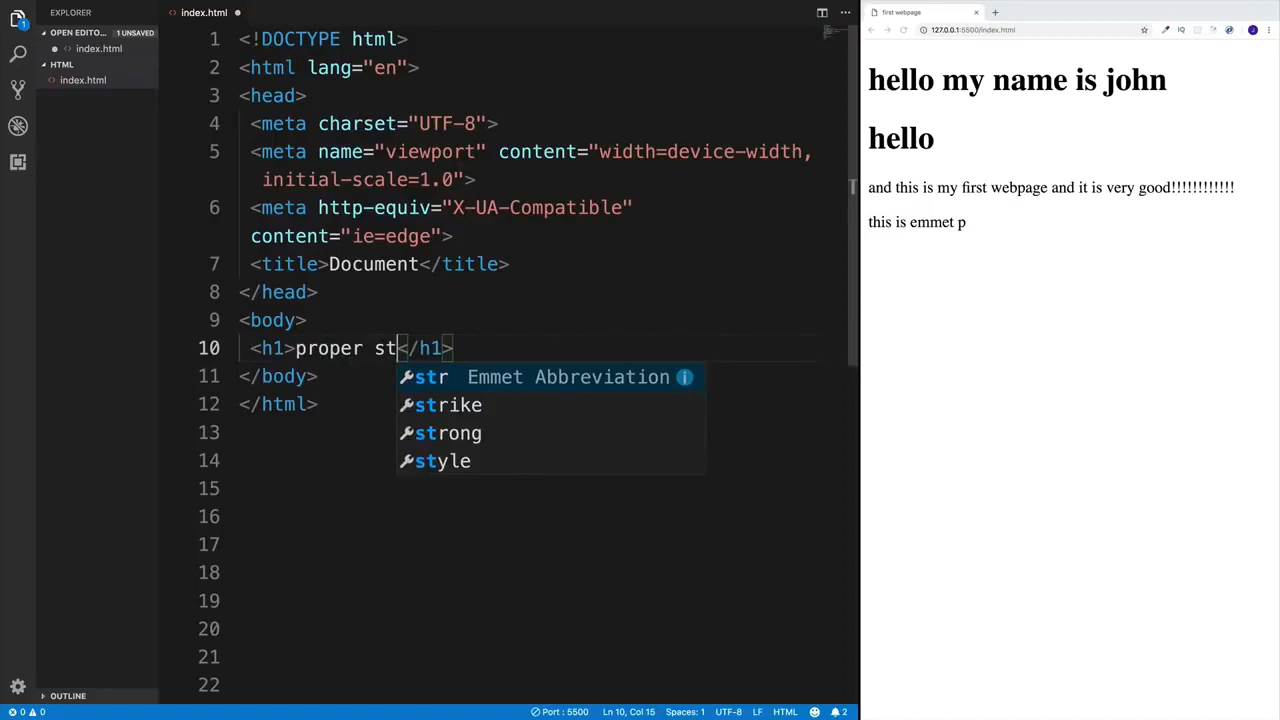 EXPLORER
OPEN EDITO... 1 UNSAVED
index.html
HTML
index.html
OUTLINE
1
index.html
1 <!DOCTYPE html>
2 <html lang="en">
3 <head>
4 <meta charset="UTF-8">
5 <meta name="viewport" content="width=device-width,
initial-scale=1.0">
6 <meta http-equiv="X-UA-Compatible"
content="ie=edge">
7 <title>Document</title>
8 </head>
9 <body>
10 <h1>proper st</h1>
11 </body>
12 </html>
13
14
15
16
17
18
19
20
21
22
str Emmet Abbreviation
strike
strong
style
0 0
Port : 5500 Ln 10, Col 15 Spaces: 1 UTF-8 LF HTML 2
first webpage
127.0.0.1:5500/index.html
IQ
J
hello my name is john
hello
and this is my first webpage and it is very good!!!!!!!!!!!!
this is emmet p